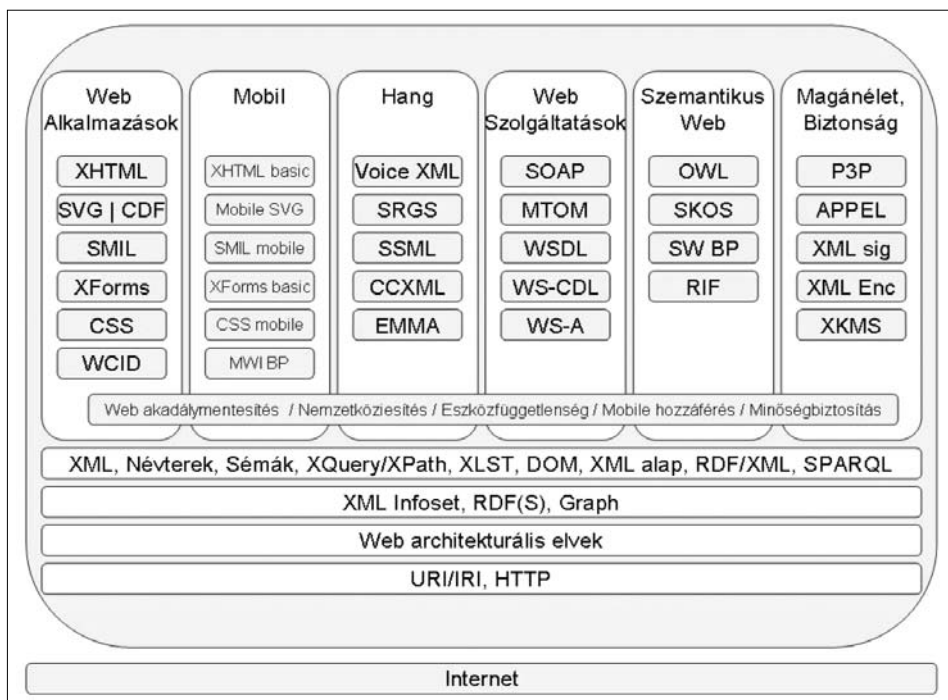 Web
Alkalmazások
XHTML
SVG | CDF
SMIL
XForms
CSS
WCID
Mobil
XHTML basic
Mobile SVG
SMIL mobile
XForms basic
CSS mobile
MWI BP
Hang
Voice XML
SRGS
SSML
CCXML
EMMA
Web
Szolgáltatások
SOAP
MTOM
WSDL
WS-CDL
WS-A
Szemantikus
Web
OWL
SKOS
SW BP
RIF
Magánélet,
Biztonság
P3P
APPEL
XML sig
XML Enc
XKMS
Web akadálymentesítés / Nemzetköziesítés / Eszközfüggetlenség / Mobile hozzáférés / Minőségbiztosítás
XML, Névterek, Sémák, XQuery/XPath, XLST, DOM, XML alap, RDF/XML, SPARQL
XML Infoset, RDF(S), Graph
Web architekturális elvek
URI/IRI, HTTP
Internet